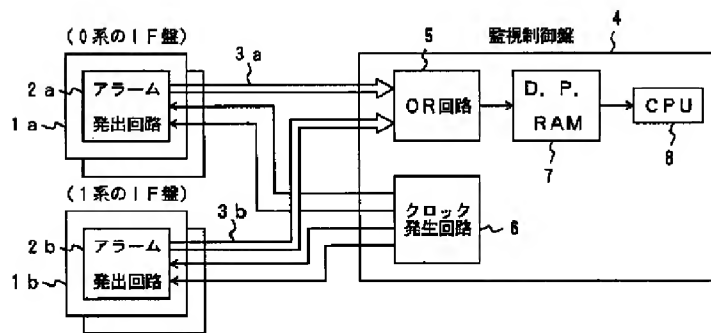 (0系のIF盤)
3a
5
監視制御盤
4
2a
アラーム
発出回路
1a
OR回路
D. P.
RAM
CPU
7
8
(1系のIF盤)
3b
クロック
発生回路
6
2b
アラーム
発出回路
1b